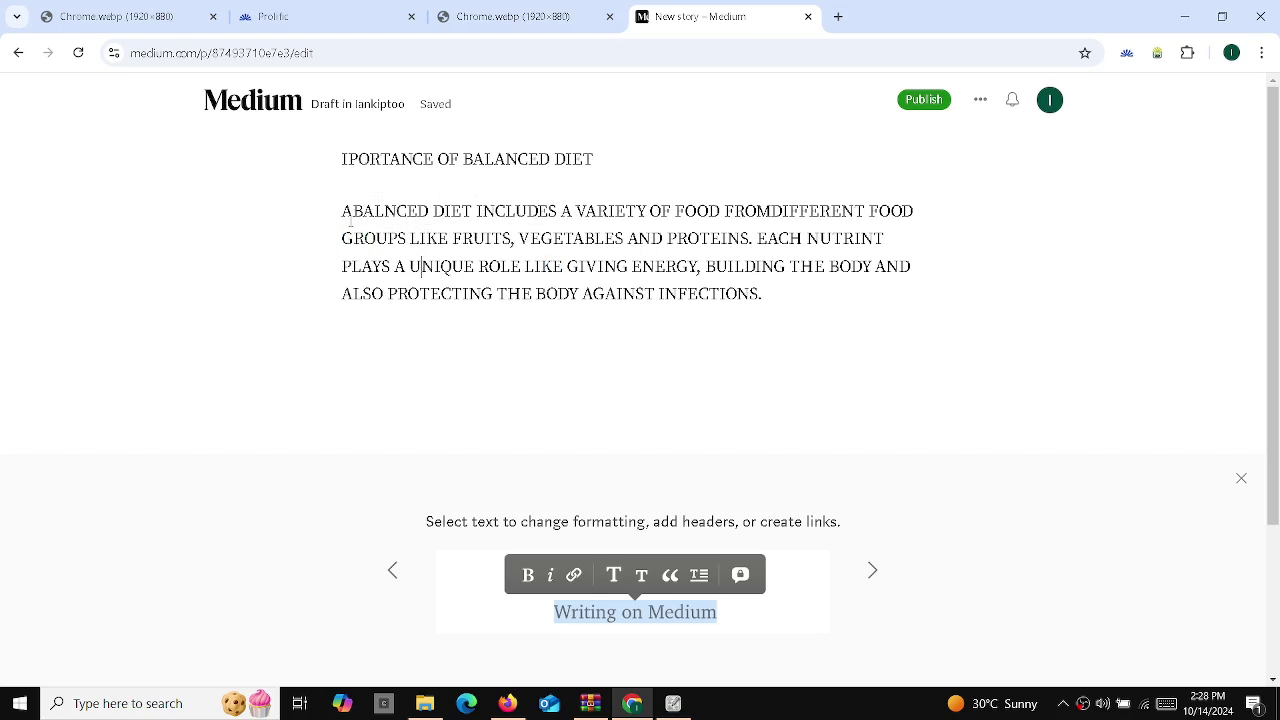 Chrome.webm (1920×880)
Prolific
Chrome.webm (1920×880)
New story – Medium
medium.com/p/87493710e7e3/edit
Medium Draft in Iankiptoo Saved
Publish
I
IPORTANCE OF BALANCED DIET
ABALNCED DIET INCLUDES A VARIETY OF FOOD FROMDIFFERENT FOOD
GROUPS LIKE FRUITS, VEGETABLES AND PROTEINS. EACH NUTRINT
PLAYS A UNIQUE ROLE LIKE GIVING ENERGY, BUILDING THE BODY AND
ALSO PROTECTING THE BODY AGAINST INFECTIONS.
Select text to change formatting, add headers, or create links.
B i T T
Writing on Medium
Type here to search
30°C Sunny
2:28 PM
10/14/2024